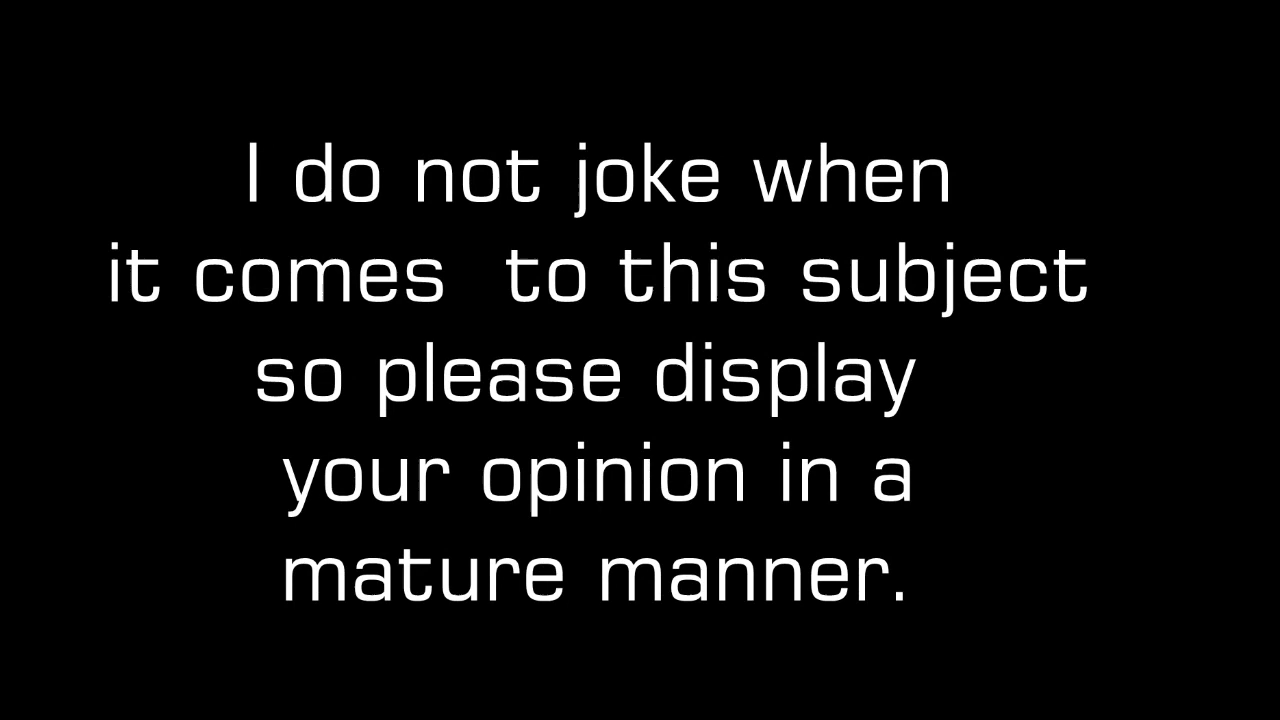 I do not joke when
it comes  to this subject
so please display
your opinion in a
mature manner.